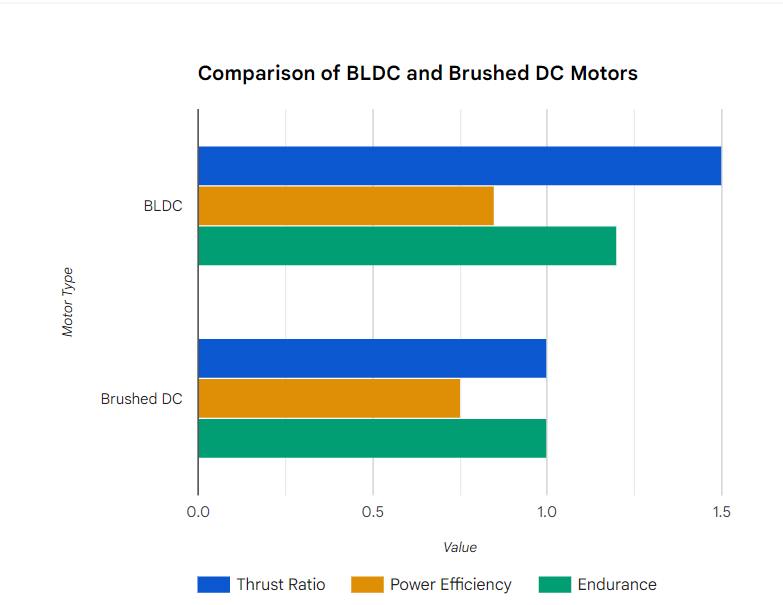 Comparison of BLDC and Brushed DC Motors
BLDC
Motor Type
Brushed DC
0.0 0.5 1.0 1.5
Value
Thrust Ratio Power Efficiency Endurance